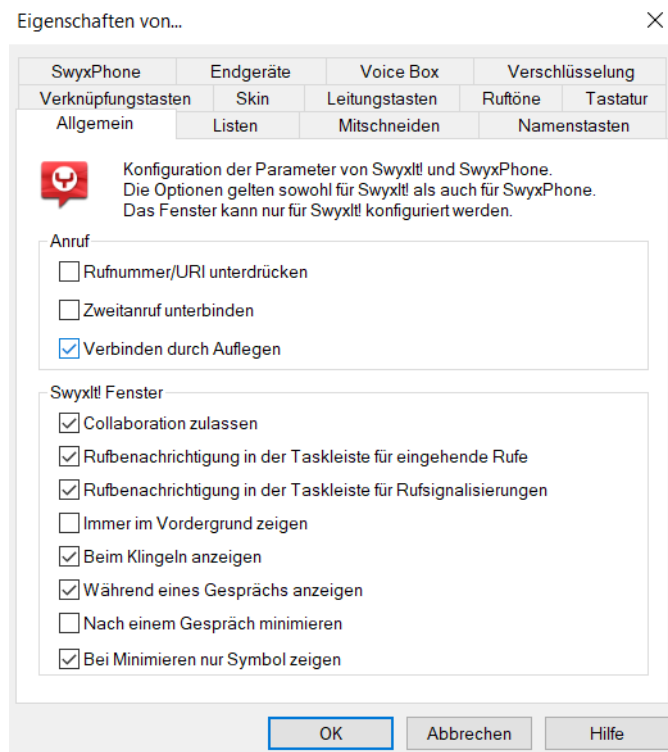 Eigenschaften von...
SwyxPhone Endgeräte Voice Box Verschlüsselung
Verknüpfungstasten Skin Leitungstasten Ruftöne Tastatur
Allgemein Listen Mitschneiden Namenstasten
Konfiguration der Parameter von SwyxIt! und SwyxPhone.
Die Optionen gelten sowohl für SwyxIt! als auch für SwyxPhone.
Das Fenster kann nur für SwyxIt! konfiguriert werden.
Anruf
Rufnummer/URI unterdrücken
Zweitanruf unterbinden
Verbinden durch Auflegen
SwyxIt! Fenster
Collaboration zulassen
Rufbenachrichtigung in der Taskleiste für eingehende Rufe
Rufbenachrichtigung in der Taskleiste für Rufsignalisierungen
Immer im Vordergrund zeigen
Beim Klingeln anzeigen
Während eines Gesprächs anzeigen
Nach einem Gespräch minimieren
Bei Minimieren nur Symbol zeigen
OK Abbrechen Hilfe